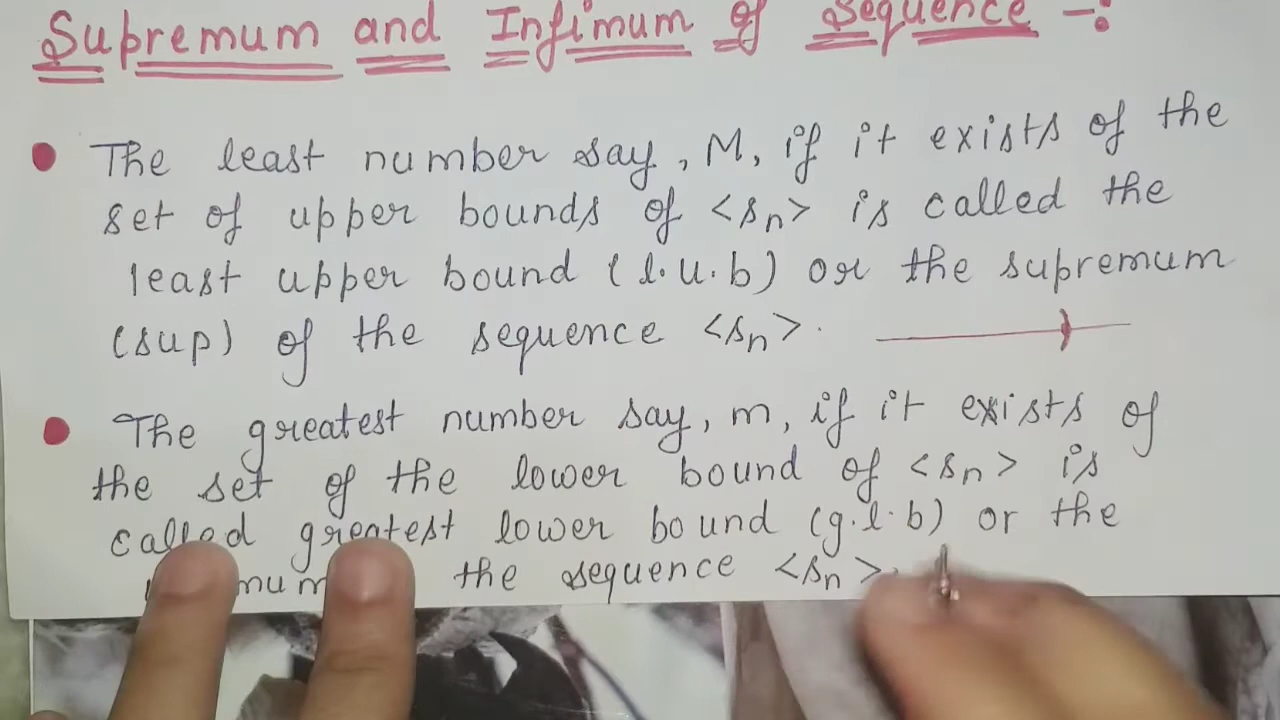 Supremum and Infimum of Sequence -:
• The least number say, M, if it exists of the
set of upper bounds of <sn> is called the
least upper bound (l.u.b) or the supremum
(sup) of the sequence <sn>.
• The greatest number say, m, if it exists of
the set of the lower bound of <sn> is
called greatest lower bound (g.l.b) or the
the sequence <sn>.